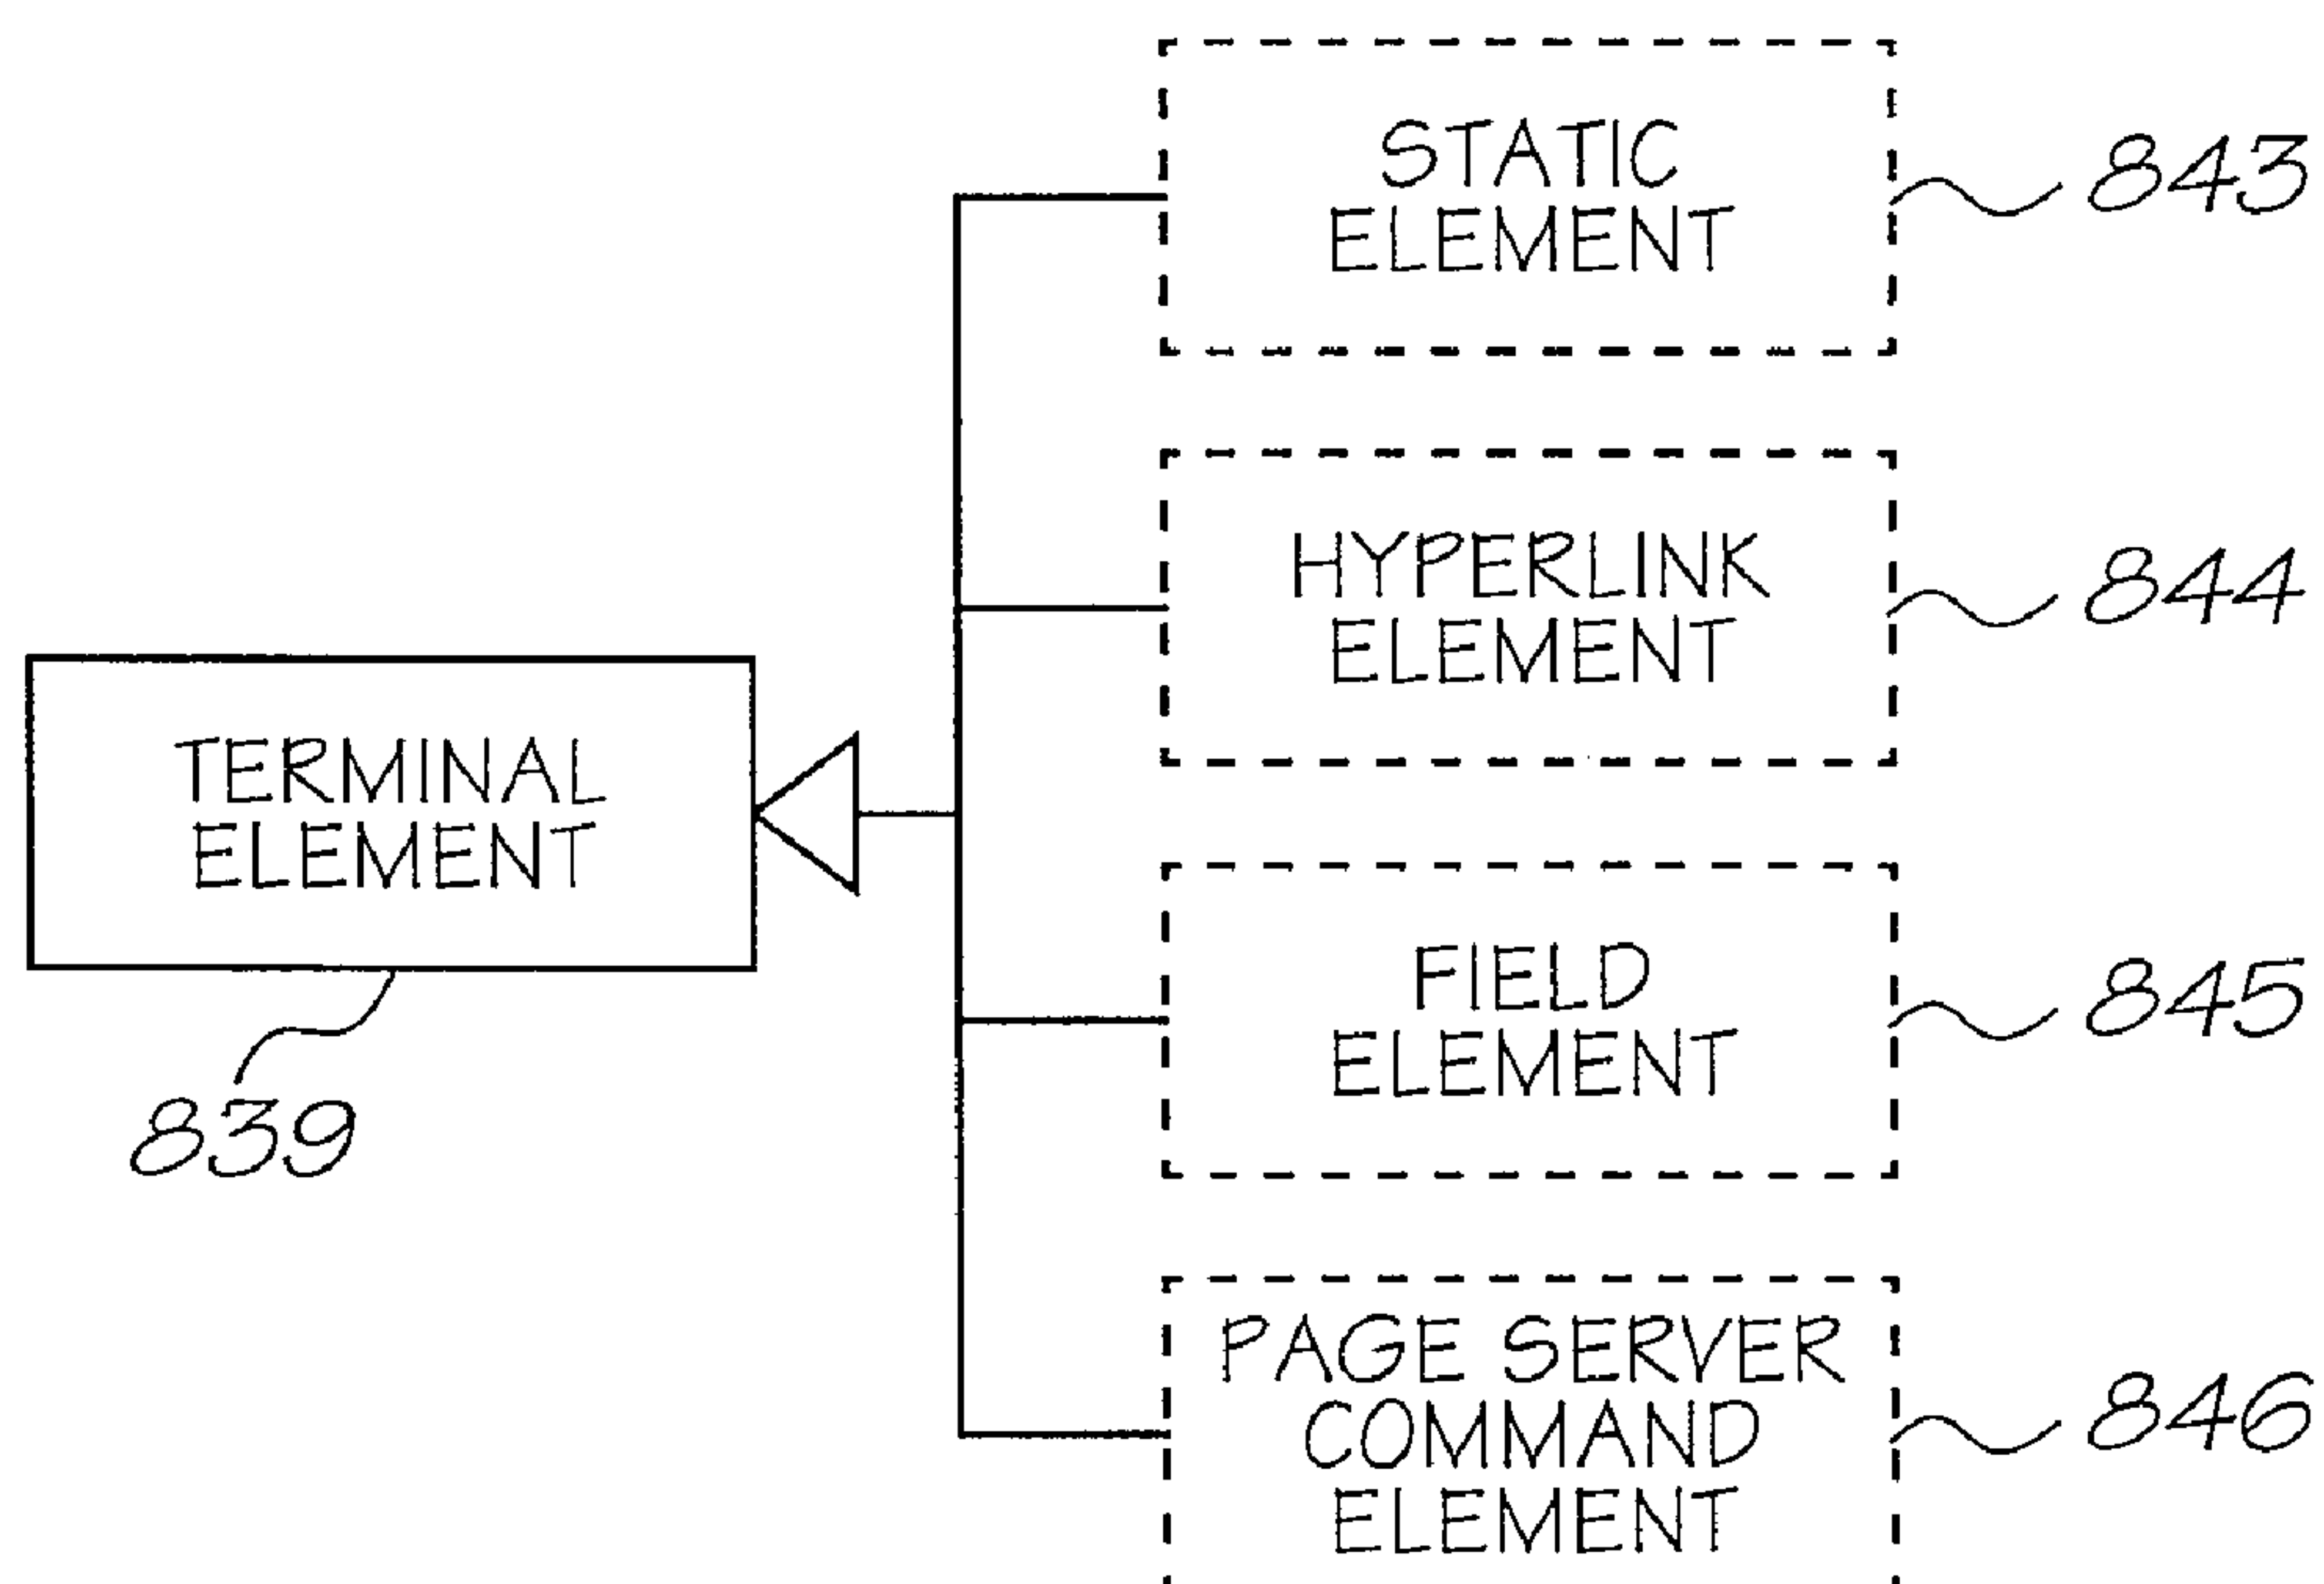 STATIC
ELEMENT
843
HYPERLINK
ELEMENT
844
TERMINAL
ELEMENT
839
FIELD
ELEMENT
845
PAGE SERVER
COMMAND
ELEMENT
846